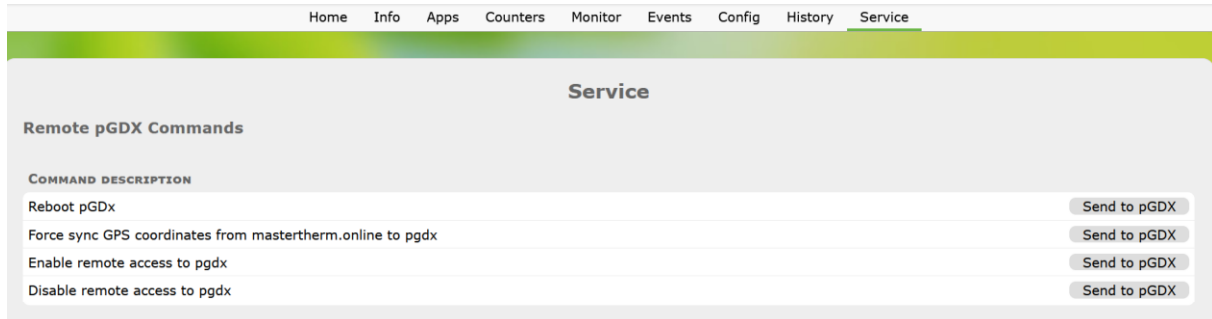 Home Info Apps Counters Monitor Events Config History Service
Service
Remote pGDX Commands
Command description
Reboot pGDx Send to pGDX
Force sync GPS coordinates from mastertherm.online to pgdx Send to pGDX
Enable remote access to pgdx Send to pGDX
Disable remote access to pgdx Send to pGDX